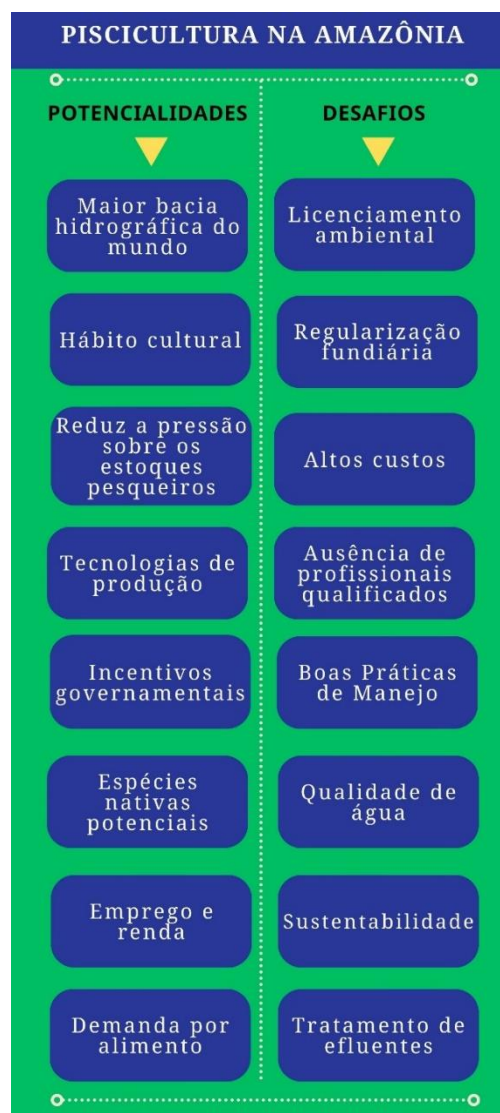 PISCICULTURA NA AMAZÔNIA
POTENCIALIDADES
Maior bacia
hidrográfica do
mundo
Hábito cultural
Reduz a pressão
sobre os
estoques
pesqueiros
Tecnologias de
produção
Incentivos
governamentais
Espécies
nativas
potenciais
Emprego e
renda
Demanda por
alimento
DESAFIOS
Licenciamento
ambiental
Regularização
fundiária
Altos custos
Ausência de
profissionais
qualificados
Boas Práticas
de Manejo
Qualidade de
água
Sustentabilidade
Tratamento de
efluentes